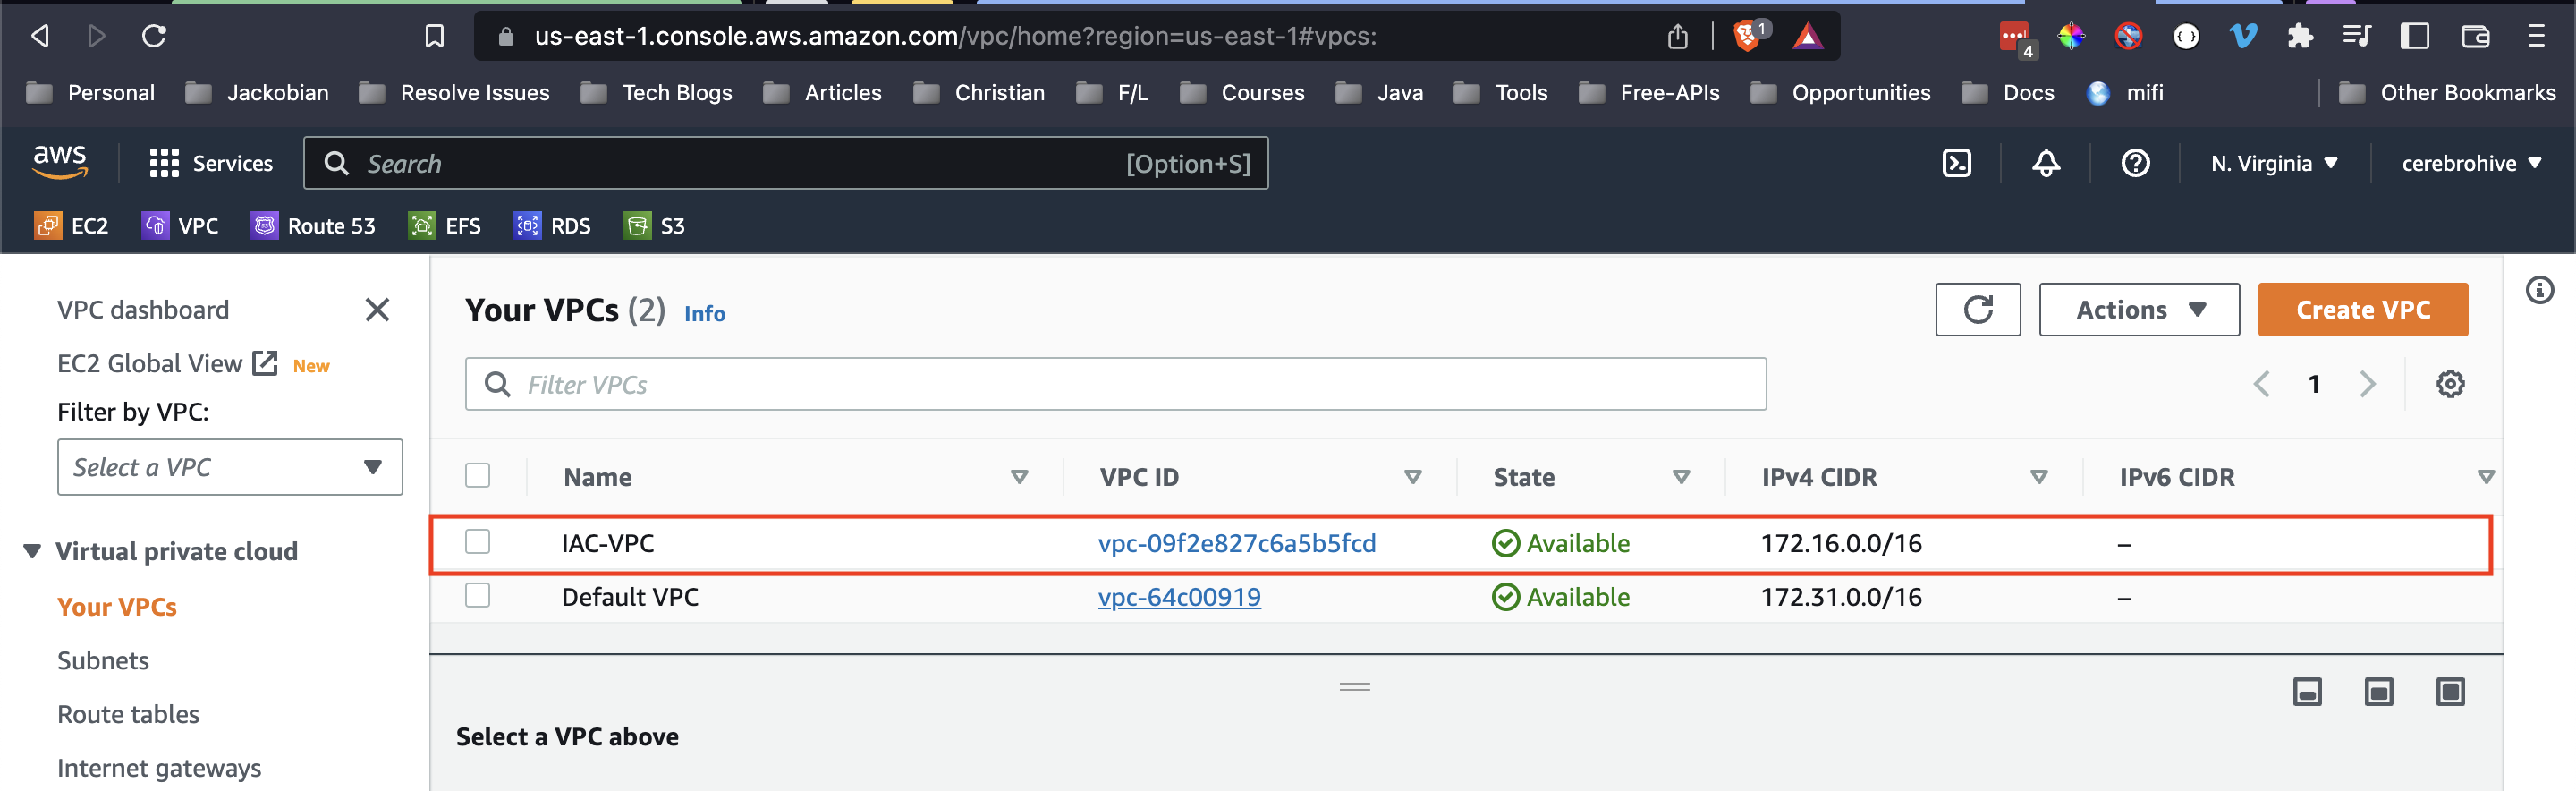 us-east-1.console.aws.amazon.com/vpc/home?region=us-east-1#vpcs: 1 4
Personal Jackobian Resolve Issues Tech Blogs Articles Christian F/L Courses Java Tools Free-APIs Opportunities Docs mifi Other Bookmarks
aws Services Search [Option+S] N. Virginia cerebrohive
EC2 VPC Route 53 EFS RDS S3
VPC dashboard
EC2 Global View New
Filter by VPC:
Select a VPC
Virtual private cloud
Your VPCs
Subnets
Route tables
Internet gateways
Your VPCs (2) Info Actions Create VPC
Filter VPCs 1
Name VPC ID State IPv4 CIDR IPv6 CIDR
IAC-VPC vpc-09f2e827c6a5b5fcd Available 172.16.0.0/16 –
Default VPC vpc-64c00919 Available 172.31.0.0/16 –
Select a VPC above